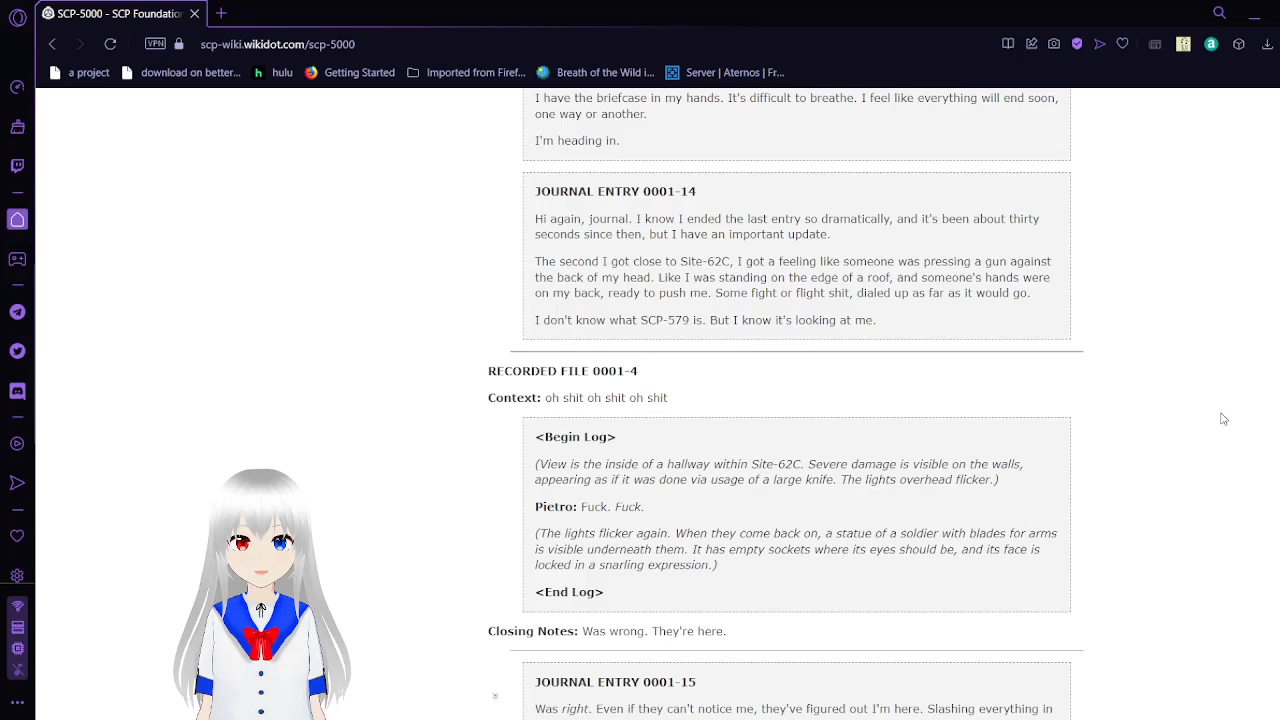 SCP-5000 - SCP Foundation
VPN
scp-wiki.wikidot.com/scp-5000
a project
download on better...
hulu
Getting Started
Imported from Firef...
Breath of the Wild i...
Server | Aternos | Fr...
I have the briefcase in my hands. It's difficult to breathe. I feel like everything will end soon,
one way or another.
I'm heading in.
JOURNAL ENTRY 0001-14
Hi again, journal. I know I ended the last entry so dramatically, and it's been about thirty
seconds since then, but I have an important update.
The second I got close to Site-62C, I got a feeling like someone was pressing a gun against
the back of my head. Like I was standing on the edge of a roof, and someone's hands were
on my back, ready to push me. Some fight or flight shit, dialed up as far as it would go.
I don't know what SCP-579 is. But I know it's looking at me.
RECORDED FILE 0001-4
Context: oh shit oh shit oh shit
<Begin Log>
(View is the inside of a hallway within Site-62C. Severe damage is visible on the walls,
appearing as if it was done via usage of a large knife. The lights overhead flicker.)
Pietro: Fuck. Fuck.
(The lights flicker again. When they come back on, a statue of a soldier with blades for arms
is visible underneath them. It has empty sockets where its eyes should be, and its face is
locked in a snarling expression.)
<End Log>
Closing Notes: Was wrong. They're here.
JOURNAL ENTRY 0001-15
Was right. Even if they can't notice me, they've figured out I'm here. Slashing everything in